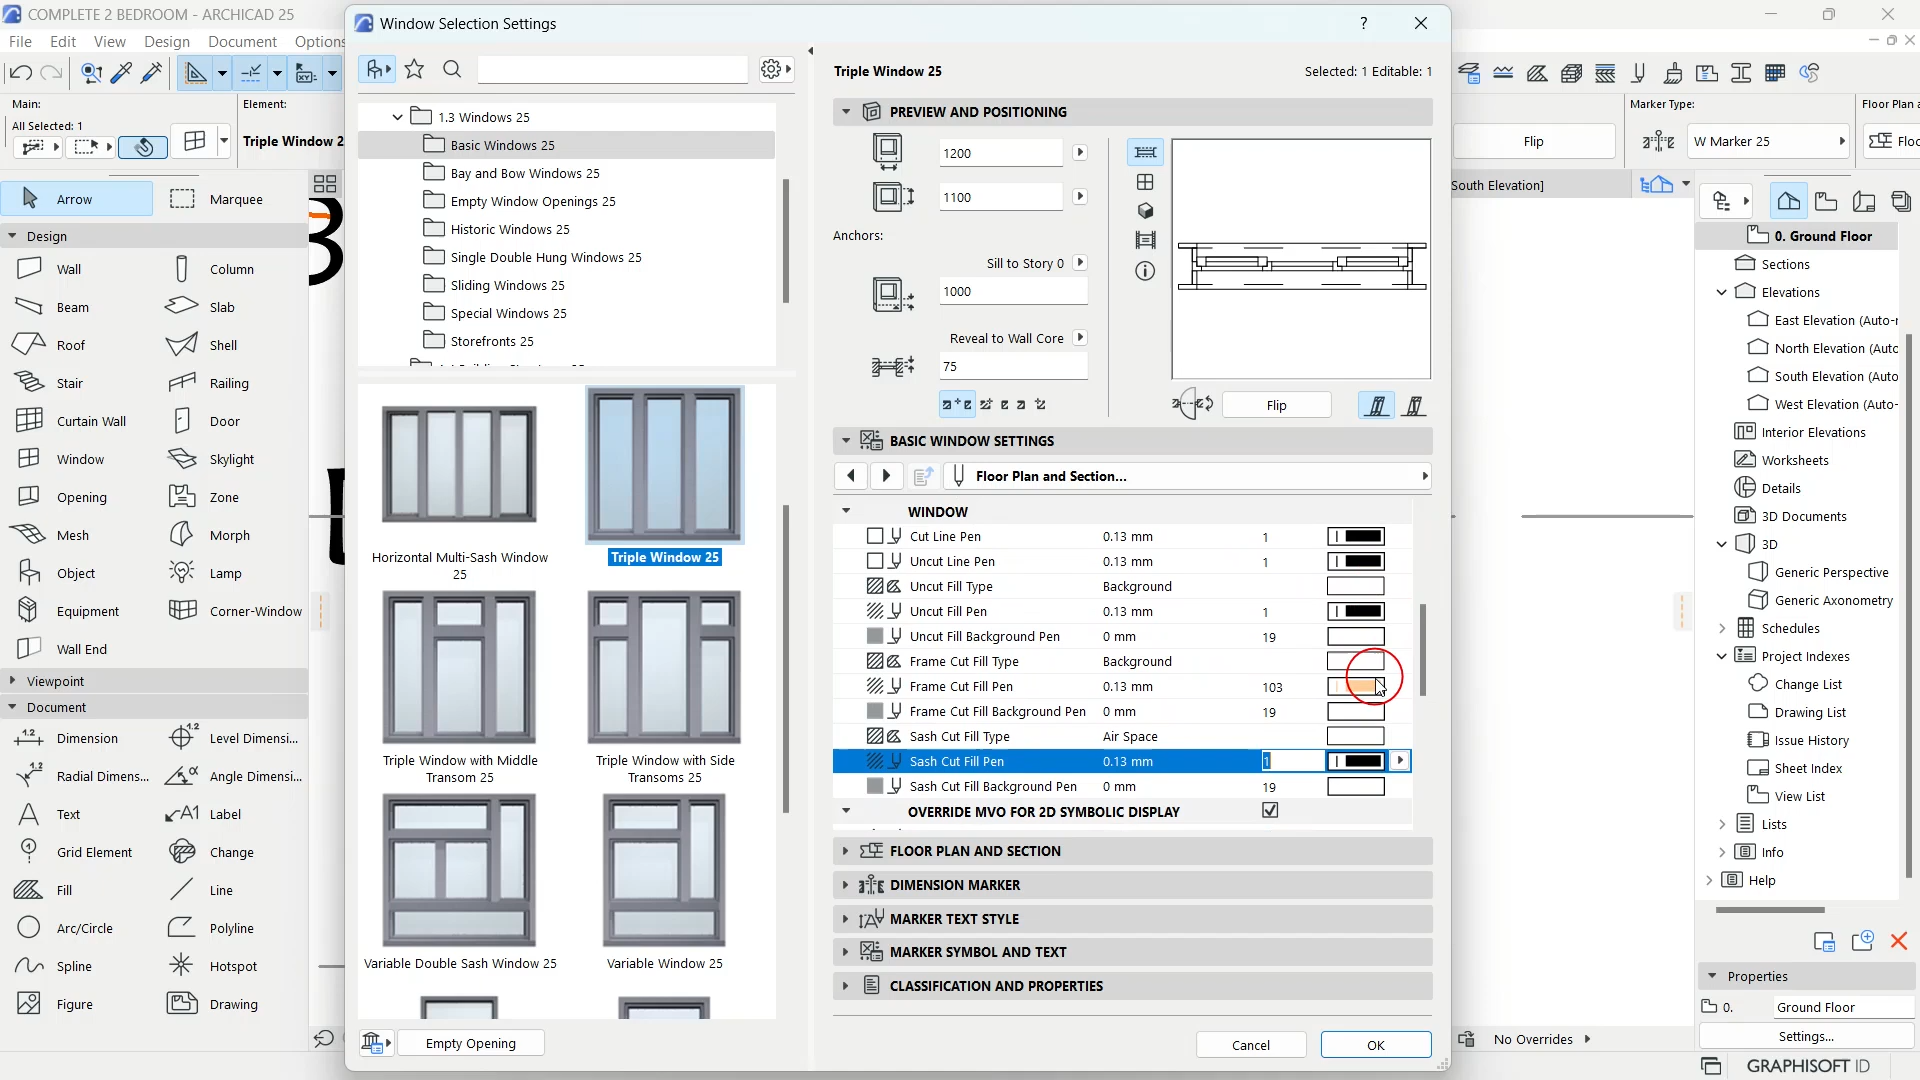 COMPLETE 2 BEDROOM - ARCHICAD 25
File Edit View Design Document Options
Main:
All Selected: 1
Element:
Triple Window 2
Arrow
Marquee
Design
Wall
Column
Beam
Slab
Roof
Shell
Stair
Railing
Curtain Wall
Door
Window
Skylight
Opening
Zone
Mesh
Morph
Object
Lamp
Equipment
Corner-Window
Wall End
Viewpoint
Document
Dimension
Level Dimensi...
Radial Dimens...
Angle Dimensi...
Text
Label
Grid Element
Change
Fill
Line
Arc/Circle
Polyline
Spline
Hotspot
Figure
Drawing
Window Selection Settings
?
1.3 Windows 25
Basic Windows 25
Bay and Bow Windows 25
Empty Window Openings 25
Historic Windows 25
Single Double Hung Windows 25
Sliding Windows 25
Special Windows 25
Storefronts 25
Horizontal Multi-Sash Window
25
Triple Window 25
Triple Window with Middle
Transom 25
Triple Window with Side
Transoms 25
Variable Double Sash Window 25
Variable Window 25
Empty Opening
Triple Window 25
Selected: 1 Editable: 1
PREVIEW AND POSITIONING
1200
1100
Anchors:
Sill to Story 0
1000
Reveal to Wall Core
75
Flip
BASIC WINDOW SETTINGS
Floor Plan and Section...
WINDOW
Cut Line Pen 0.13 mm 1
Uncut Line Pen 0.13 mm 1
Uncut Fill Type Background
Uncut Fill Pen 0.13 mm 1
Uncut Fill Background Pen 0 mm 19
Frame Cut Fill Type Background
Frame Cut Fill Pen 0.13 mm 103
Frame Cut Fill Background Pen 0 mm 19
Sash Cut Fill Type Air Space
Sash Cut Fill Pen 0.13 mm 1
Sash Cut Fill Background Pen 0 mm 19
OVERRIDE MVO FOR 2D SYMBOLIC DISPLAY
FLOOR PLAN AND SECTION
DIMENSION MARKER
MARKER TEXT STYLE
MARKER SYMBOL AND TEXT
CLASSIFICATION AND PROPERTIES
Cancel
OK
Marker Type:
Floor Plan a
Flip
W Marker 25
Floo
South Elevation]
0. Ground Floor
Sections
Elevations
East Elevation (Auto-r
North Elevation (Auto
South Elevation (Auto
West Elevation (Auto-
Interior Elevations
Worksheets
Details
3D Documents
3D
Generic Perspective
Generic Axonometry
Schedules
Project Indexes
Change List
Drawing List
Issue History
Sheet Index
View List
Lists
Info
Help
Properties
0. Ground Floor
Settings...
No Overrides
GRAPHISOFT ID